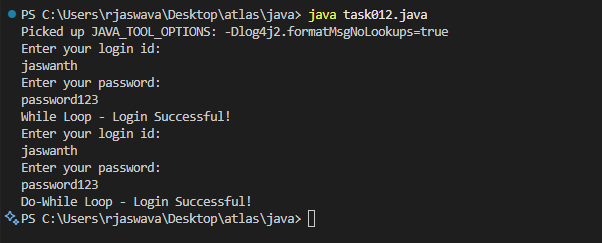 PS C:\Users\rjaswava\Desktop\atlas\java> java task012.java
Picked up JAVA_TOOL_OPTIONS: -Dlog4j2.formatMsgNoLookups=true
Enter your login id:
jaswanth
Enter your password:
password123
While Loop - Login Successful!
Enter your login id:
jaswanth
Enter your password:
password123
Do-While Loop - Login Successful!
PS C:\Users\rjaswava\Desktop\atlas\java>